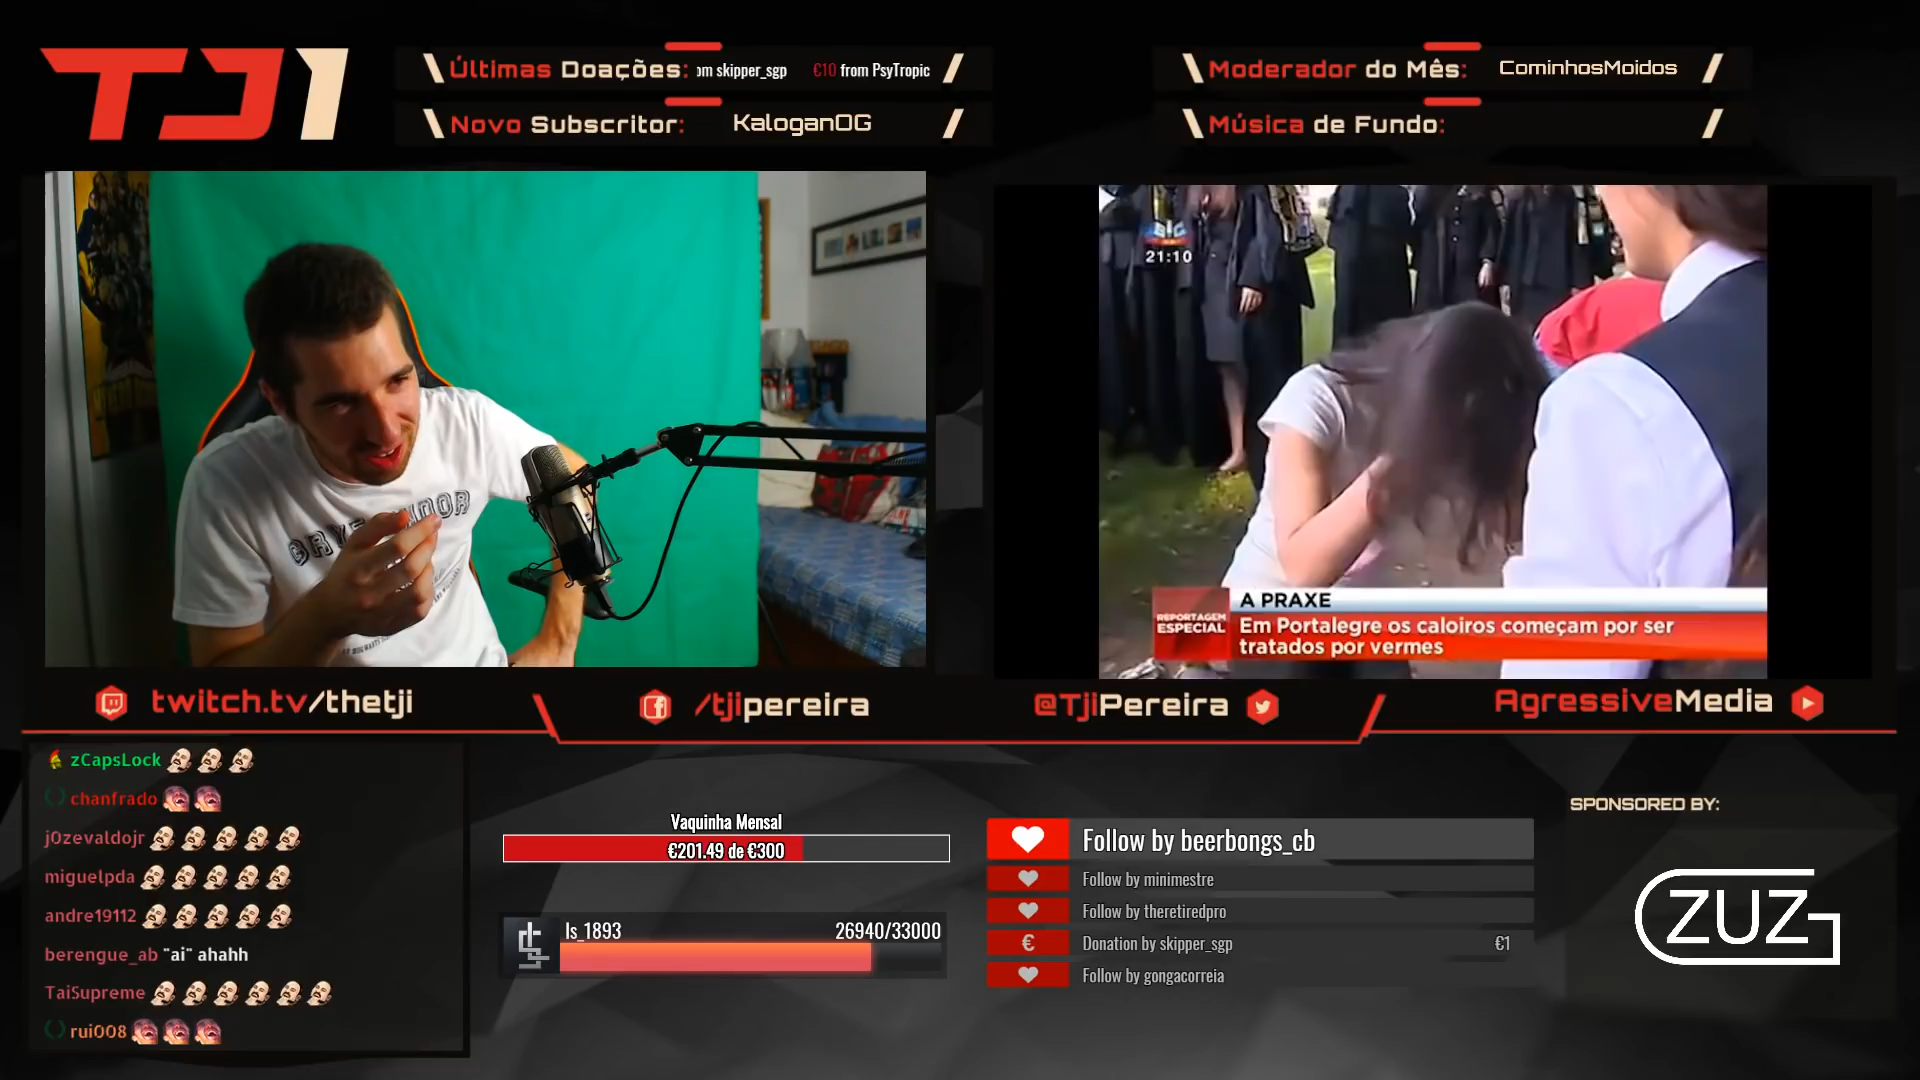 TJ1
Últimas Doações: om skipper_sgp €10 from PsyTropic
Novo Subscritor: KaloganOG
Moderador do Mês: CominhosMoidos
Música de Fundo:
GRYFFINDOR
SIC
21:10
REPORTAGEM
ESPECIAL
A PRAXE
Em Portalegre os caloiros começam por ser
tratados por vermes
twitch.tv/thetji
/tjipereira
@TjiPereira
AgressiveMedia
zCapsLock
chanfrado
j0zevaldojr
miguelpda
andre19112
berengue_ab "ai" ahahh
TaiSupreme
rui008
Vaquinha Mensal
€201.49 de €300
ls_1893 26940/33000
Follow by beerbongs_cb
Follow by minimestre
Follow by theretiredpro
€ Donation by skipper_sgp €1
Follow by gongacorreia
SPONSORED BY:
ZUZ